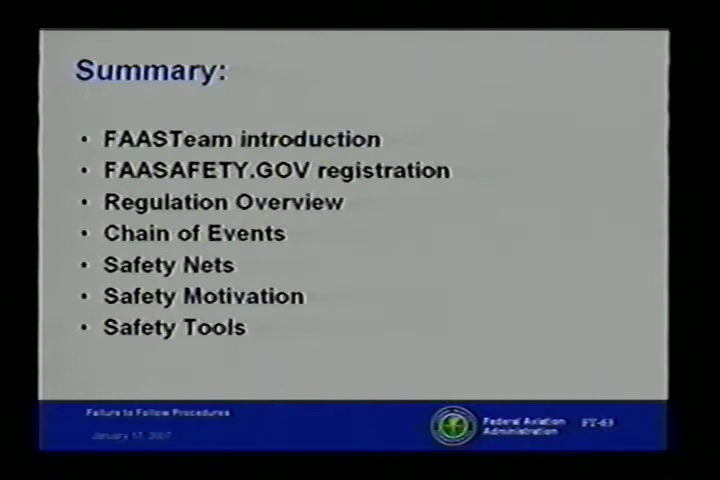 Summary:
• FAASTeam introduction
• FAASAFETY.GOV registration
• Regulation Overview
• Chain of Events
• Safety Nets
• Safety Motivation
• Safety Tools
Failure to Follow Procedures
January 17, 2007
Federal Aviation
Administration
FT-63